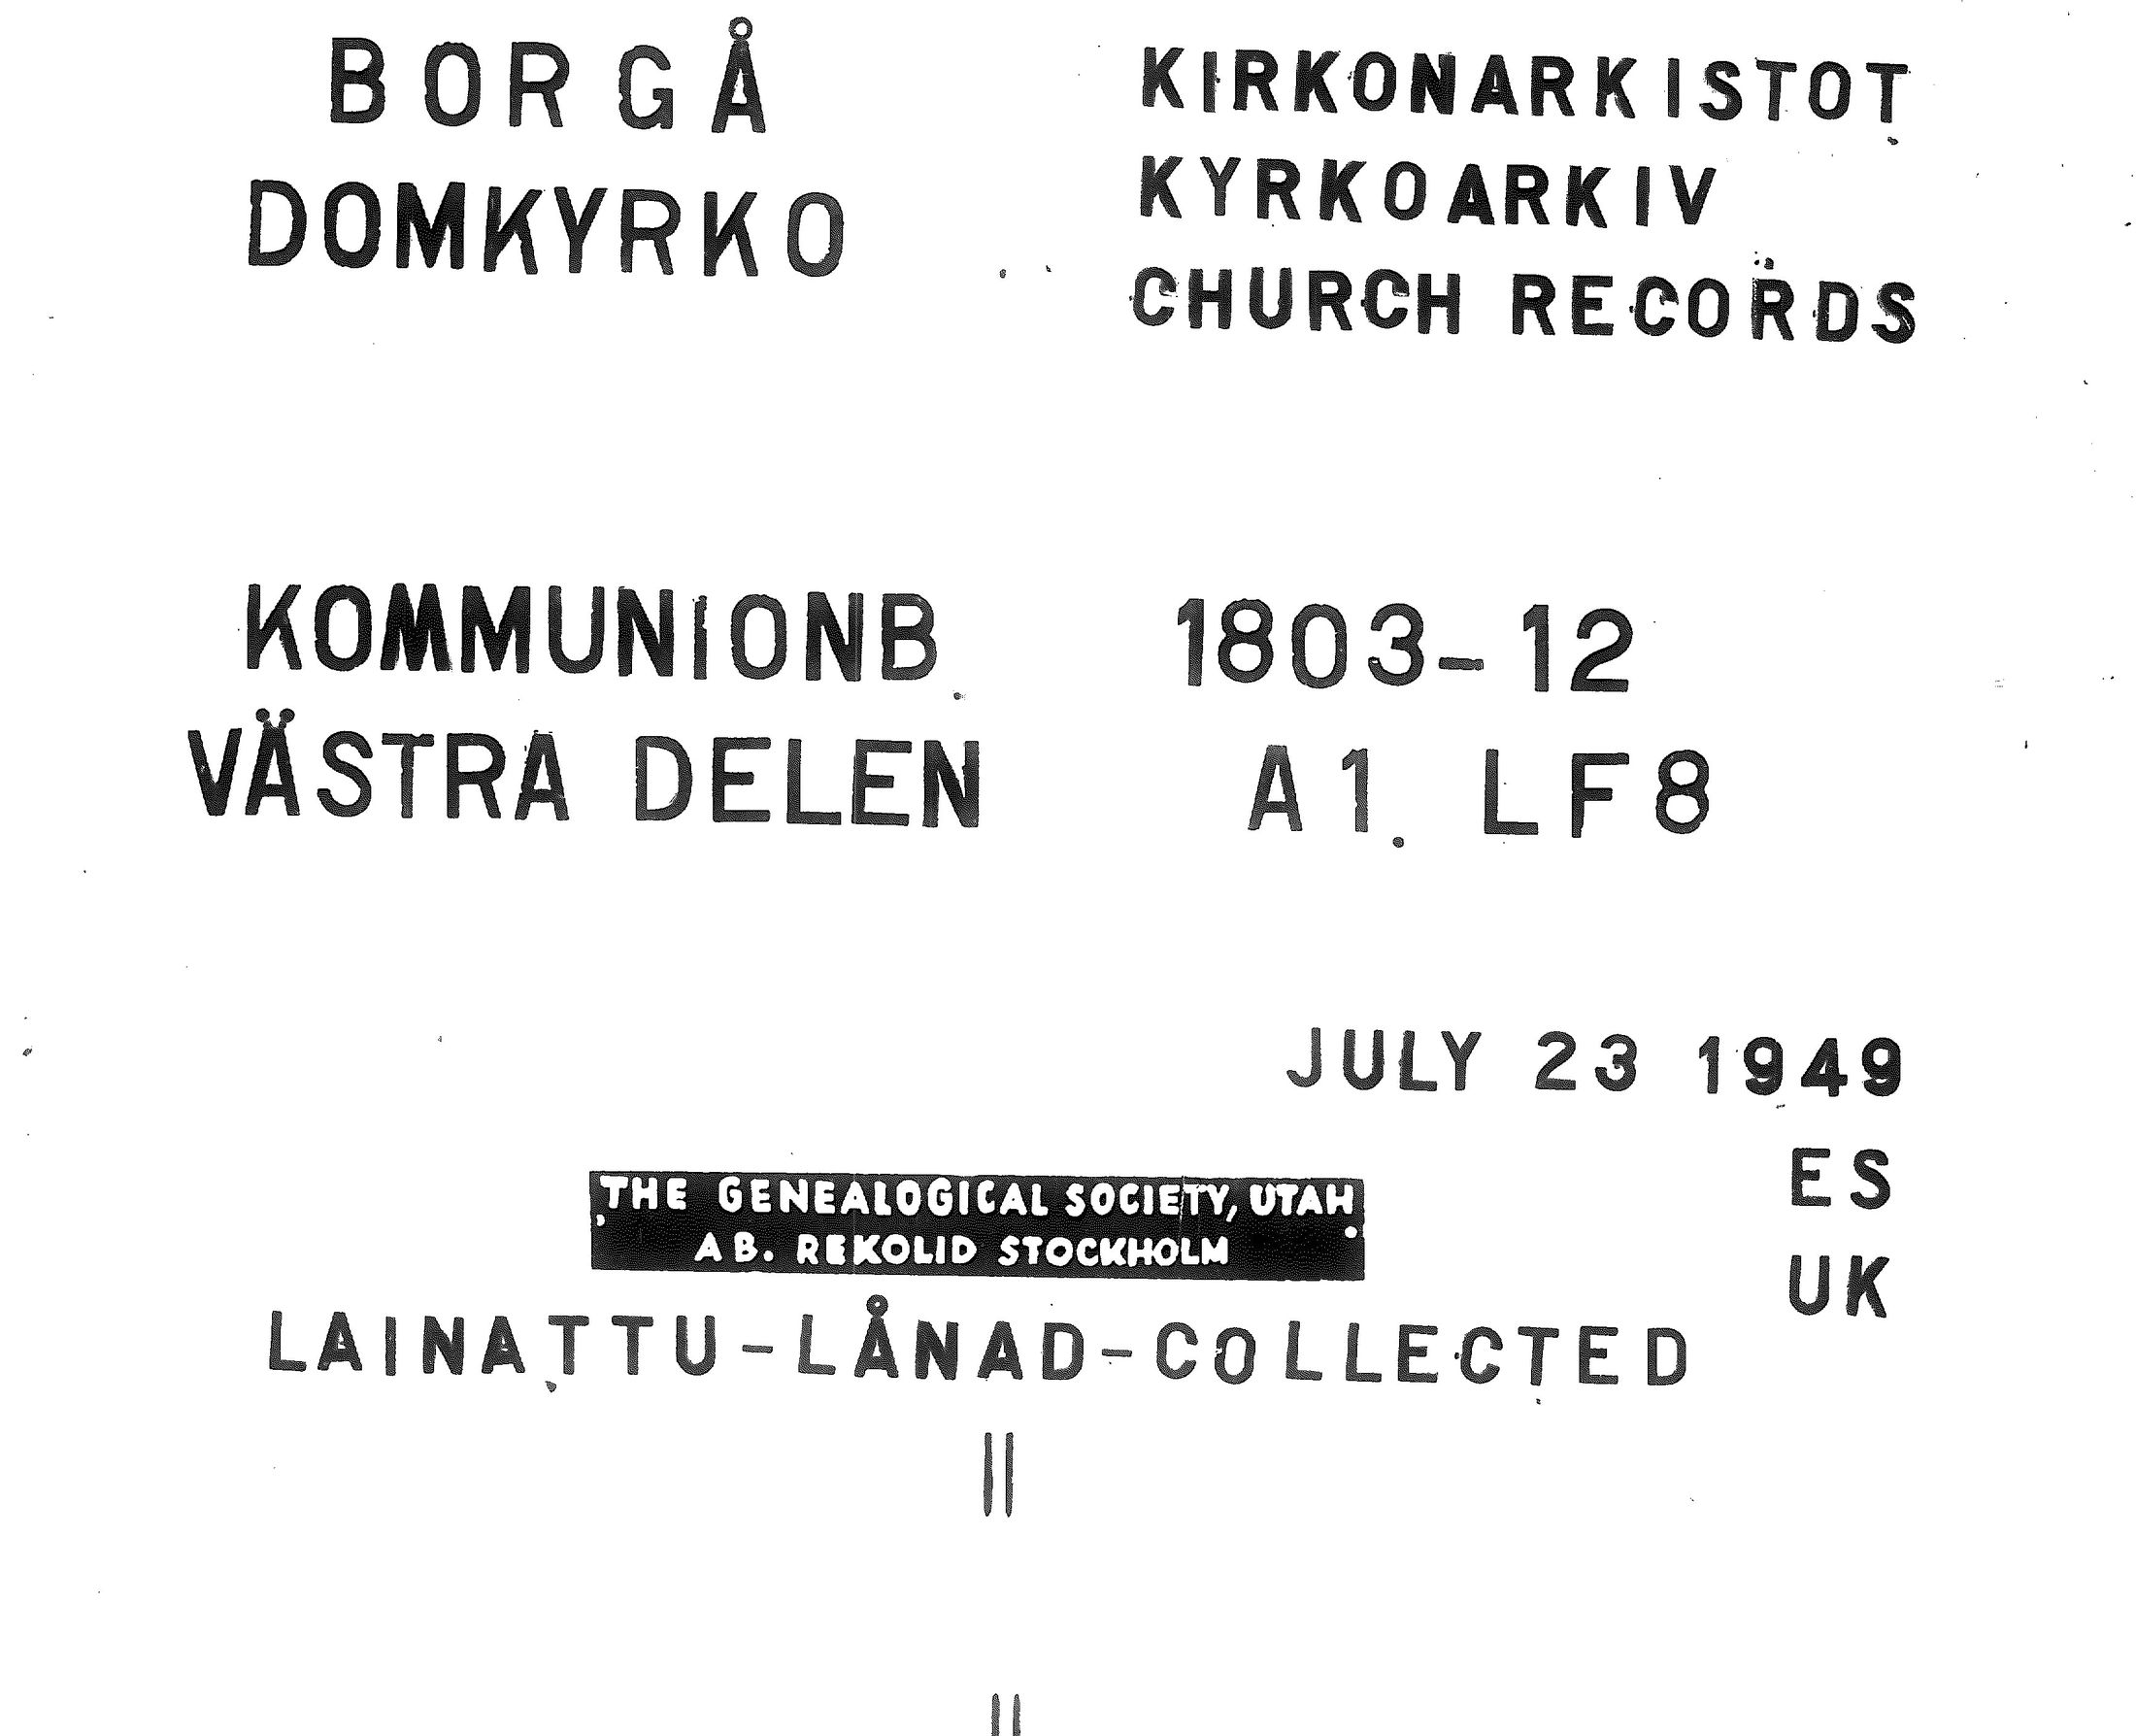 BORGÅ
DOMKYRKO
KIRKONARKISTOT
KYRKOARKIV
CHURCH RECORDS
KOMMUNIONB. 1803-12
VÄSTRA DELEN A1. LF8
JULY 23 1949
ES
UK
THE GENEALOGICAL SOCIETY, UTAH
AB. REKOLID STOCKHOLM
LAINATTU-LÅNAD-COLLECTED